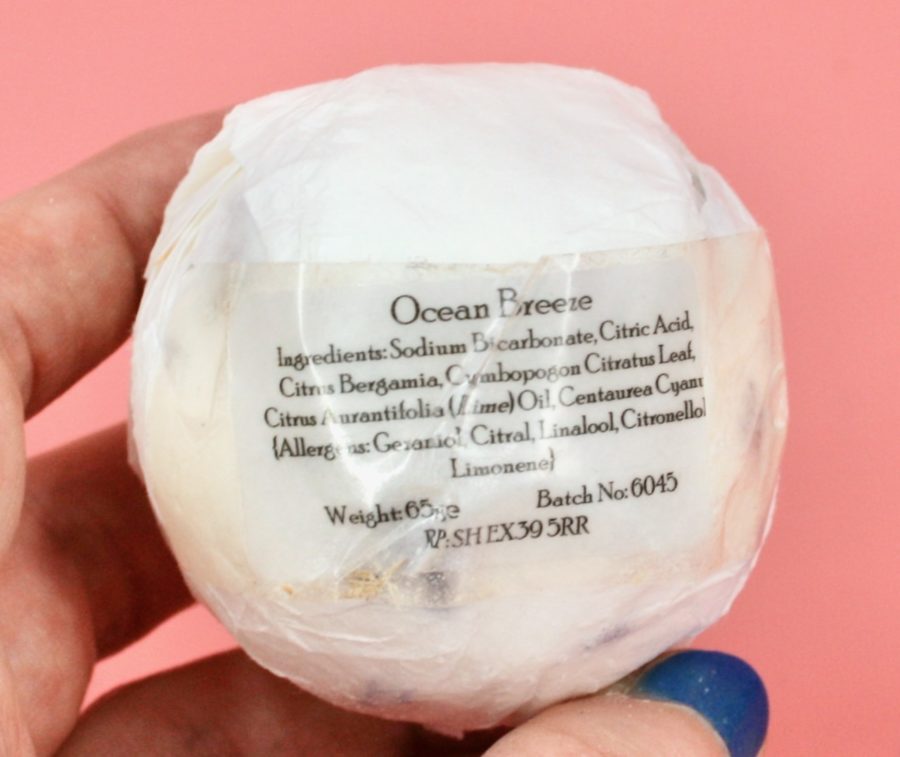 Ocean Breeze
Ingredients: Sodium Bicarbonate, Citric Acid,
Citrus Bergamia, Cymbopogon Citratus Leaf,
Citrus Aurantifolia (Lime) Oil, Centaurea Cyanu
{Allergens: Geraniol, Citral, Linalool, Citronellol
Limonene}
Weight: 65g e Batch No: 6045
RP: SH EX39 5RR